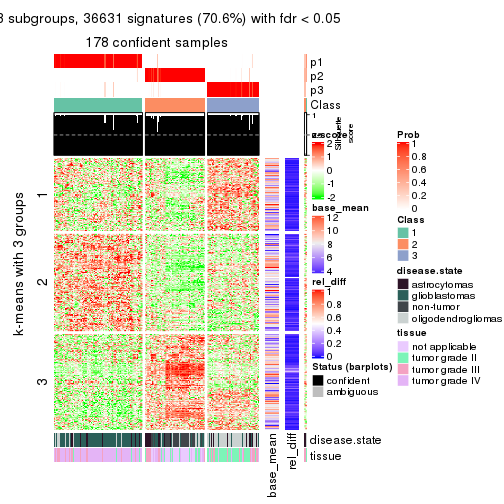 3 subgroups, 36631 signatures (70.6%) with fdr < 0.05
178 confident samples
p1
p2
p3
Class
1
Silhouette
score
k-means with 3 groups
1
2
3
z-score
2
1
0
-1
-2
base_mean
12
10
8
6
4
rel_diff
1
0.8
0.6
0.4
0.2
0
Status (barplots)
confident
ambiguous
Prob
1
0.8
0.6
0.4
0.2
0
Class
1
2
3
disease.state
astrocytomas
glioblastomas
non-tumor
oligodendrogliomas
tissue
not applicable
tumor grade II
tumor grade III
tumor grade IV
disease.state
tissue
base_mean
rel_diff